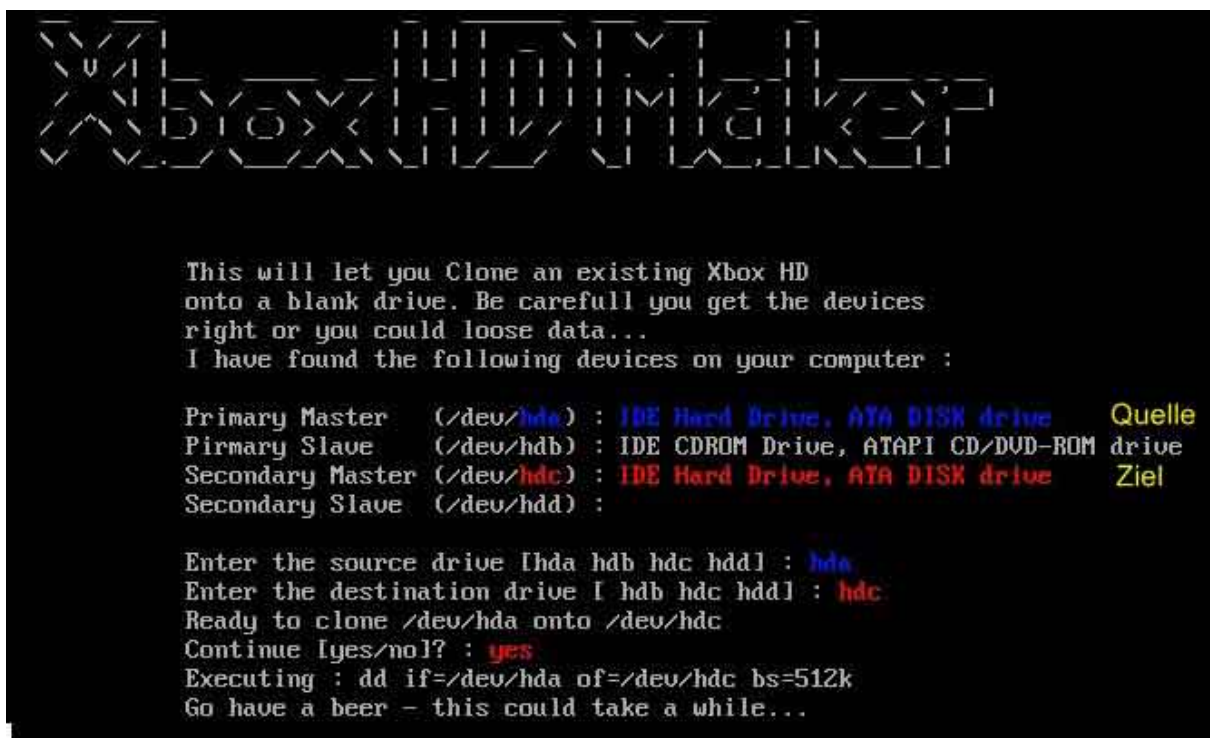 XboxHDMaker
This will let you Clone an existing Xbox HD
onto a blank drive. Be carefull you get the devices
right or you could loose data...
I have found the following devices on your computer :
Primary Master (/dev/hda) : IDE Hard Drive, ATA DISK drive Quelle
Pirmary Slave (/dev/hdb) : IDE CDROM Drive, ATAPI CD/DVD-ROM drive
Secondary Master (/dev/hdc) : IDE Hard Drive, ATA DISK drive Ziel
Secondary Slave (/dev/hdd) :
Enter the source drive [hda hdb hdc hdd] : hda
Enter the destination drive [ hdb hdc hdd] : hdc
Ready to clone /dev/hda onto /dev/hdc
Continue [yes/no]? : yes
Executing : dd if=/dev/hda of=/dev/hdc bs=512k
Go have a beer - this could take a while...